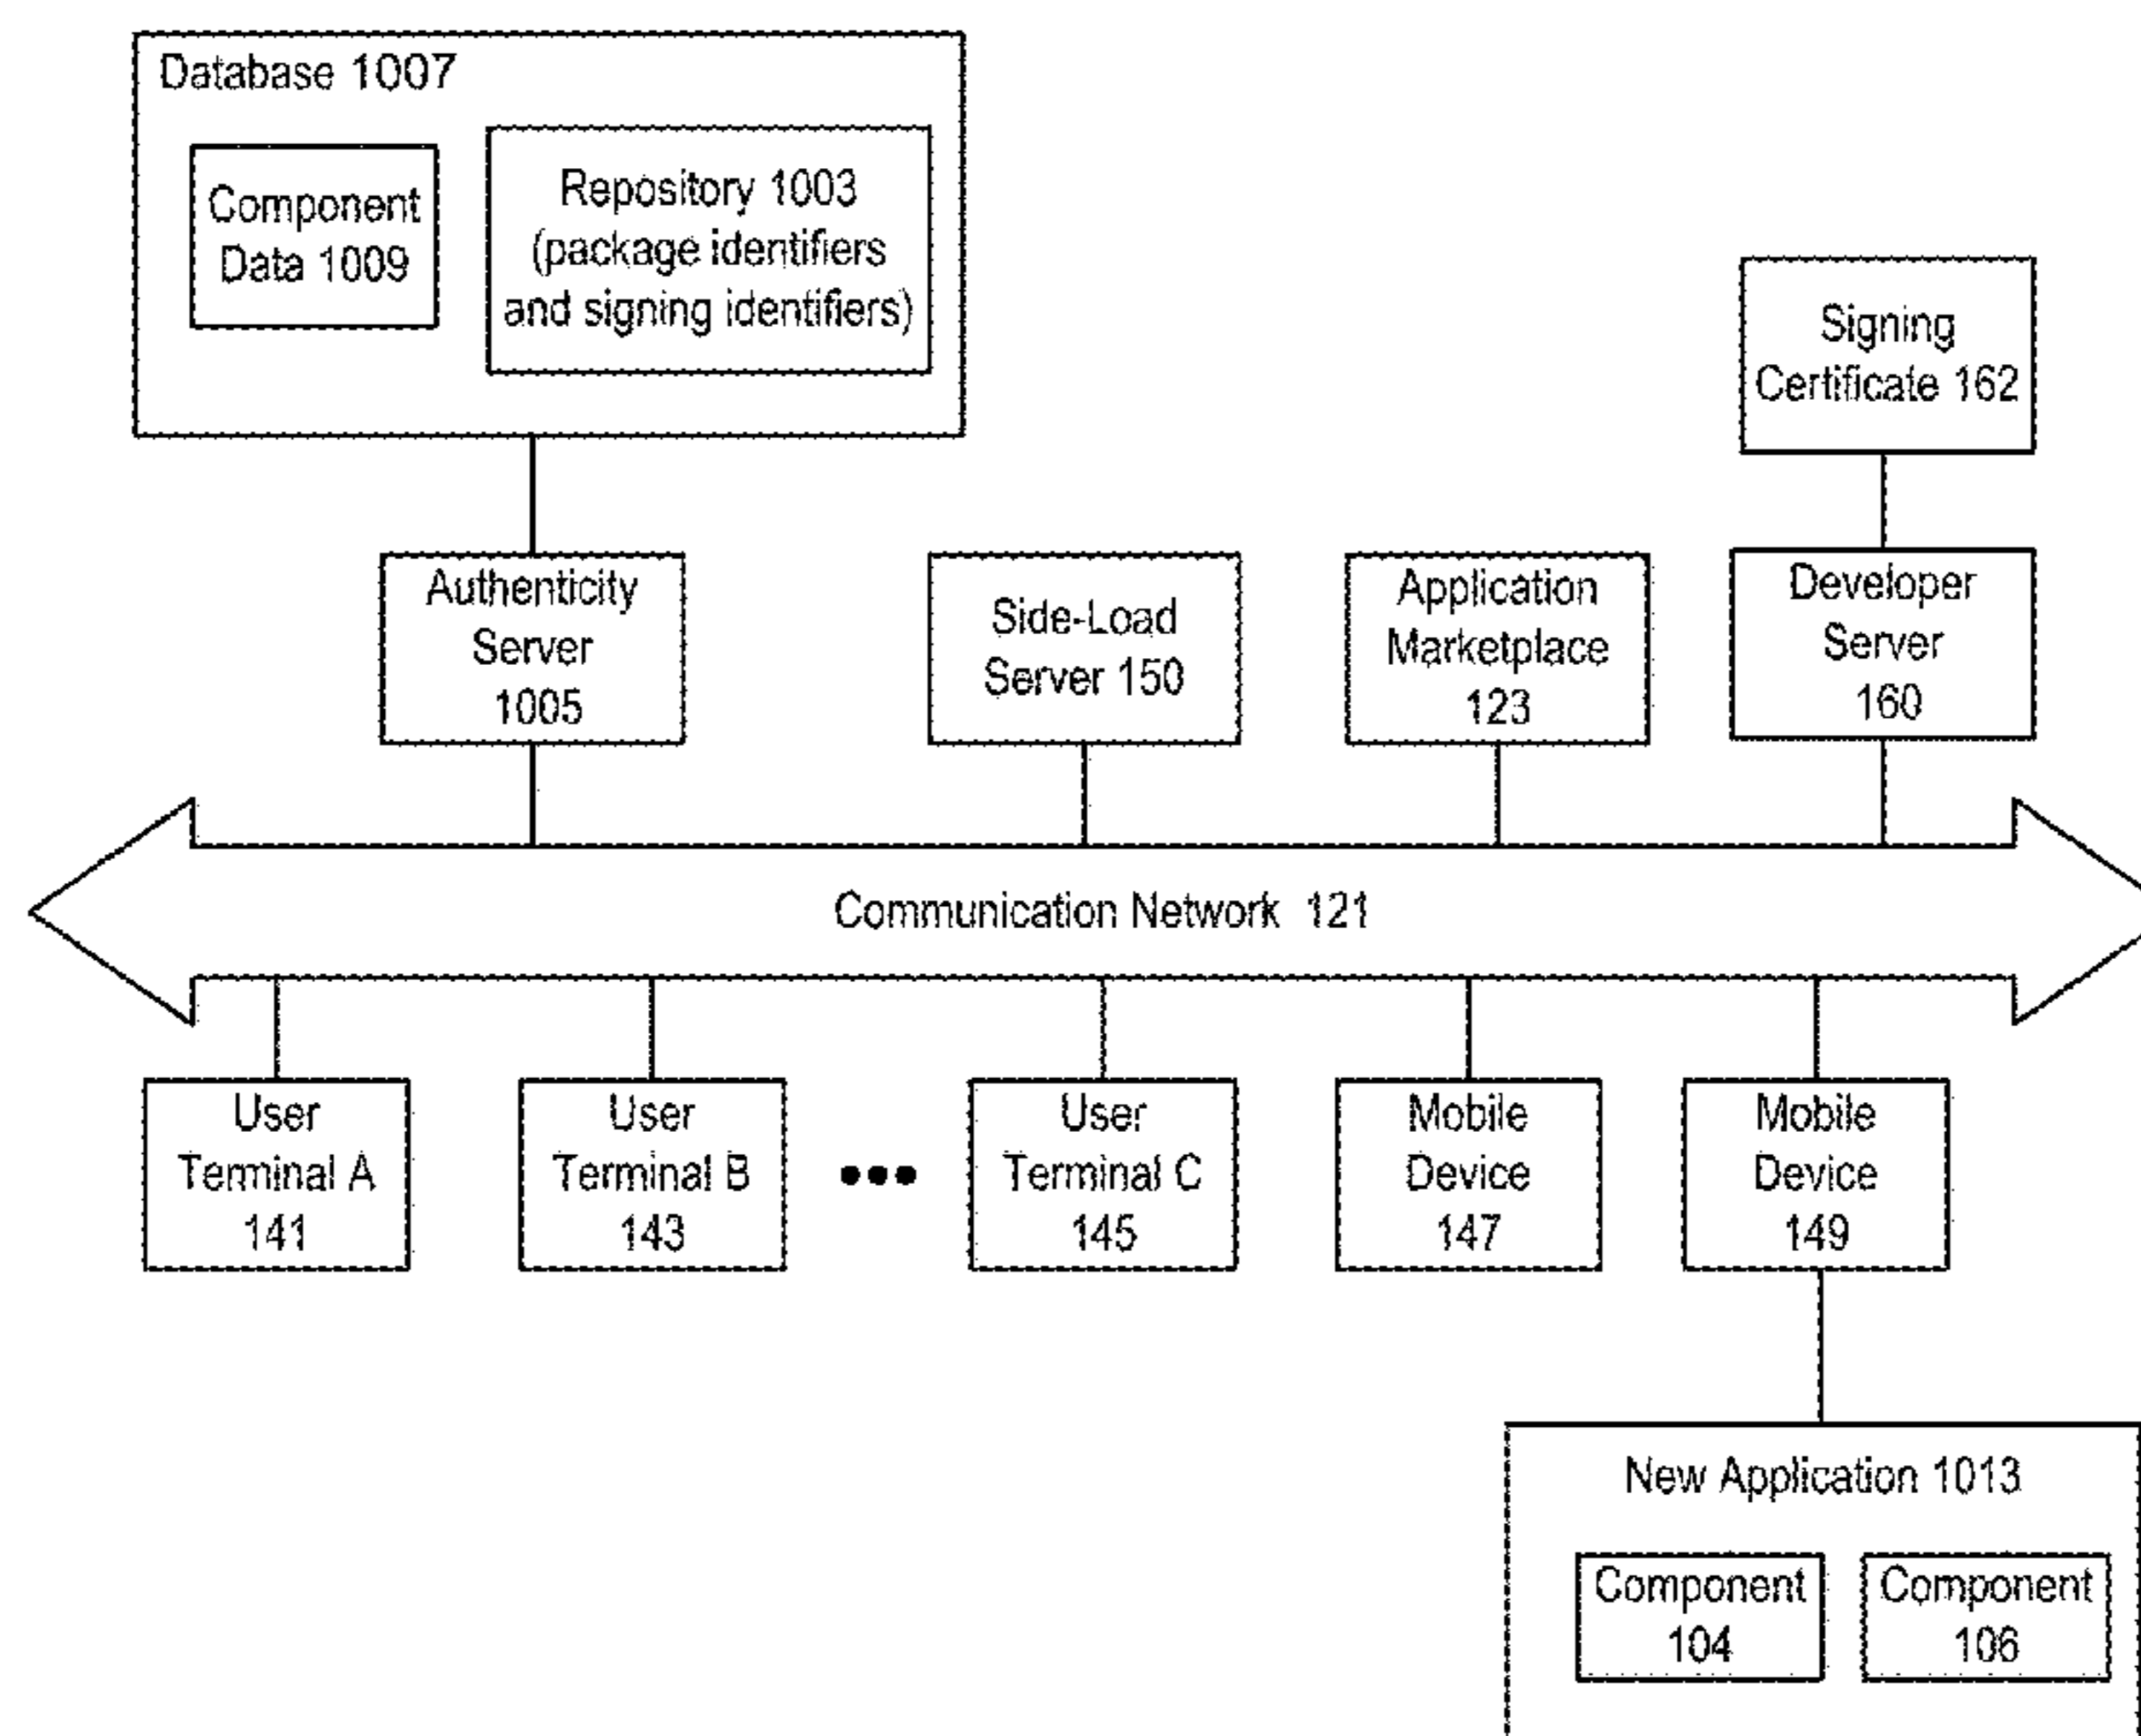 Database 1007
Component
Data 1009
Repository 1003
(package identifiers
and signing identifiers)
Signing
Certificate 162
Authenticity
Server
1005
Side-Load
Server 150
Application
Marketplace
123
Developer
Server
160
Communication Network 121
User
Terminal A
141
User
Terminal B
143
•••
User
Terminal C
145
Mobile
Device
147
Mobile
Device
149
New Application 1013
Component
104
Component
106